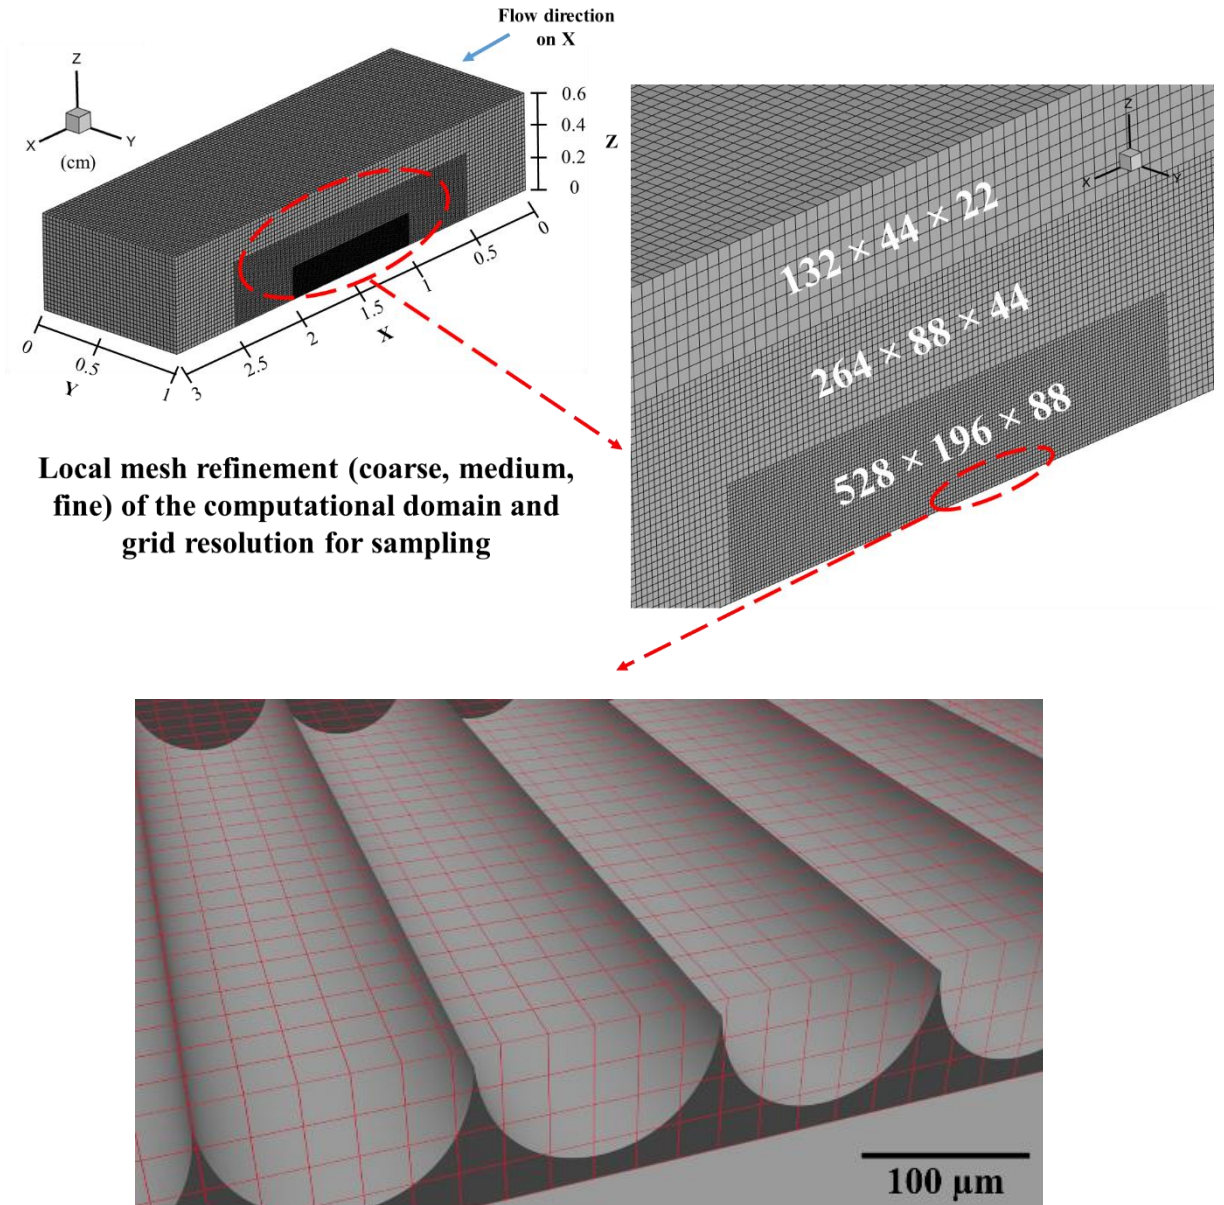 Flow direction
on X
Z
X
Y
(cm)
0.6
0.4
0.2
0
Z
0
0.5
1
1.5
2
2.5
3
X
0
0.5
1
Y
Z
X
Y
132 × 44 × 22
264 × 88 × 44
528 × 196 × 88
Local mesh refinement (coarse, medium,
fine) of the computational domain and
grid resolution for sampling
100 µm